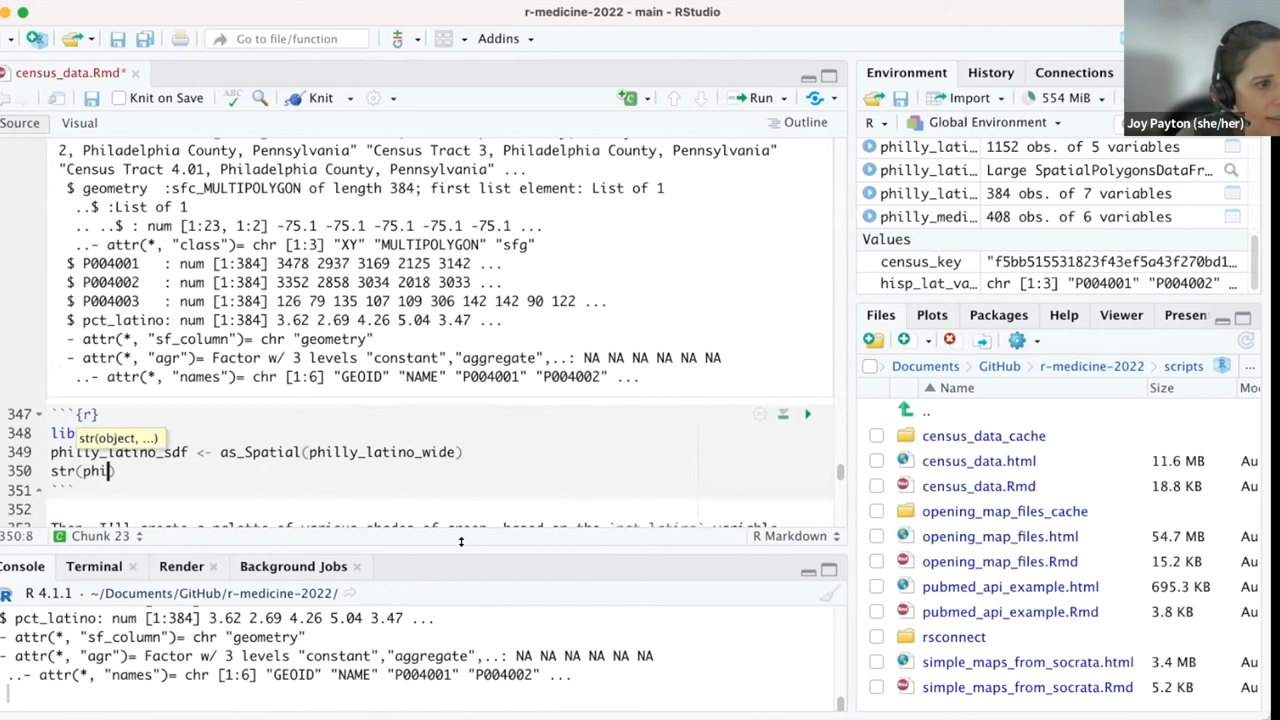 r-medicine-2022 - main - RStudio
Go to file/function
Addins
census_data.Rmd*
Knit on Save
ABC
Knit
Run
Source
Visual
Outline
2, Philadelphia County, Pennsylvania" "Census Tract 3, Philadelphia County, Pennsylvania"
"Census Tract 4.01, Philadelphia County, Pennsylvania" ...
$ geometry :sfc_MULTIPOLYGON of length 384; first list element: List of 1
..$ :List of 1
.. ..$ : num [1:23, 1:2] -75.1 -75.1 -75.1 -75.1 -75.1 ...
..- attr(*, "class")= chr [1:3] "XY" "MULTIPOLYGON" "sfg"
$ P004001 : num [1:384] 3478 2937 3169 2125 3142 ...
$ P004002 : num [1:384] 3352 2858 3034 2018 3033 ...
$ P004003 : num [1:384] 126 79 135 107 109 306 142 142 90 122 ...
$ pct_latino: num [1:384] 3.62 2.69 4.26 5.04 3.47 ...
- attr(*, "sf_column")= chr "geometry"
- attr(*, "agr")= Factor w/ 3 levels "constant","aggregate",..: NA NA NA NA NA NA
..- attr(*, "names")= chr [1:6] "GEOID" "NAME" "P004001" "P004002" ...
347 ```{r}
348 lib
str(object, ...)
349 philly_latino_sdf <- as_Spatial(philly_latino_wide)
350 str(phi)
351 ```
352
350:8
Chunk 23
R Markdown
Console
Terminal
Render
Background Jobs
R 4.1.1 · ~/Documents/GitHub/r-medicine-2022/
$ pct_latino: num [1:384] 3.62 2.69 4.26 5.04 3.47 ...
- attr(*, "sf_column")= chr "geometry"
- attr(*, "agr")= Factor w/ 3 levels "constant","aggregate",..: NA NA NA NA NA NA
..- attr(*, "names")= chr [1:6] "GEOID" "NAME" "P004001" "P004002" ...
Environment
History
Connections
Import
554 MiB
R
Global Environment
Joy Payton (she/her)
philly_lati... 1152 obs. of 5 variables
philly_lati... Large SpatialPolygonsDataFr...
philly_lati... 384 obs. of 7 variables
philly_medi... 408 obs. of 6 variables
Values
census_key "f5bb515531823f43ef5a43f270bd1...
hisp_lat_va... chr [1:3] "P004001" "P004002" ...
Files
Plots
Packages
Help
Viewer
Presen
Documents
GitHub
r-medicine-2022
scripts
...
Name
Size
Mo
..
census_data_cache
census_data.html 11.6 MB Au
census_data.Rmd 18.8 KB Au
opening_map_files_cache
opening_map_files.html 54.7 MB Au
opening_map_files.Rmd 15.2 KB Au
pubmed_api_example.html 695.3 KB Au
pubmed_api_example.Rmd 3.8 KB Au
rsconnect
simple_maps_from_socrata.html 3.4 MB Au
simple_maps_from_socrata.Rmd 5.2 KB Au